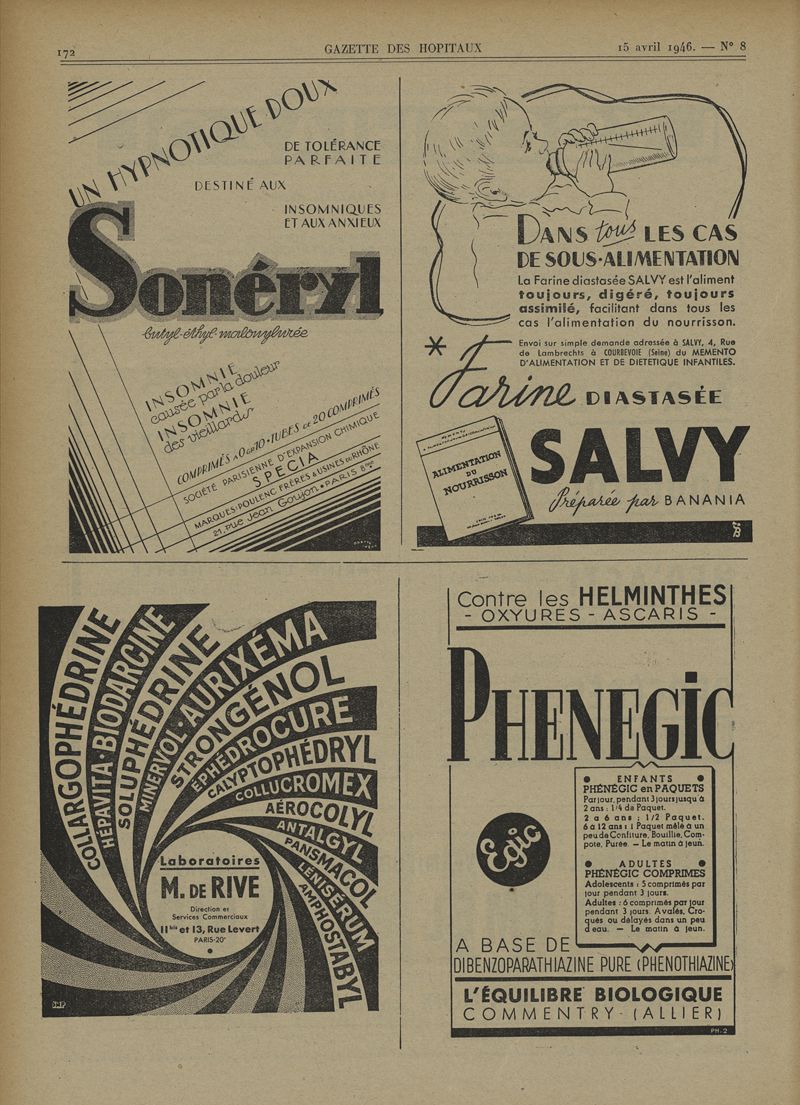 172
GAZETTE DES HOPITAUX
15 avril 1946. — N° 8
UN HYPNOTIQUE DOUX
DE TOLÉRANCE
PARFAITE
DESTINÉ AUX
INSOMNIQUES
ET AUX ANXIEUX
Sonéryl
butyl-éthyl-malonylurée
INSOMNIE
causée par la douleur
INSOMNIE
des vieillards
COMPRIMÉS A 0 GR 10 • TUBES DE 20 COMPRIMÉS
SOCIÉTÉ PARISIENNE D'EXPANSION CHIMIQUE
SPECIA
MARQUES POULENC FRÈRES & USINES DU RHÔNE
21, rue Jean Goujon • PARIS 8ème
DANS tous LES CAS
DE SOUS-ALIMENTATION
La Farine diastasée SALVY est l'aliment
toujours, digéré, toujours
assimilé, facilitant dans tous les
cas l'alimentation du nourrisson.
* Envoi sur simple demande adressée à SALVY, 4, Rue
de Lambrechts à COURBEVOIE (Seine) du MEMENTO
D'ALIMENTATION ET DE DIETETIQUE INFANTILES.
Farine DIASTASÉE
ALIMENTATION
DU
NOURRISSON
SALVY
Préparée par BANANIA
COLLARGOPHÉDRINE
HÉPAVITA • BIODARCINE
SOLUPHÉDRINE
MINERVOL • AURIXÉMA
STRONGÉNOL
ÉPHÉDROCURE
CALYPTOPHÉDRYL
COLLUCROMEX
AÉROCOLYL
ANTALGYL
PANSMACOL
LÉNISÉRUM
AMPHOSTABYL
Laboratoires
M. DE RIVE
Direction et
Services Commerciaux
11bis et 13, Rue Levert
PARIS-20e
Contre les HELMINTHES
- OXYURES - ASCARIS -
PHENEGIC
Egic
• ENFANTS •
PHÉNÉGIC en PAQUETS
Par jour, pendant 3 jours jusqu'à
2 ans : 1/4 de Paquet.
2 a 6 ans : 1/2 Paquet.
6 a 12 ans : 1 Paquet mêlé a un
peu de Confiture, Bouillie, Com-
pote, Purée. — Le matin à jeun.
• ADULTES •
PHÉNÉGIC COMPRIMES
Adolescents : 5 comprimés par
jour pendant 3 jours.
Adultes : 6 comprimés par jour
pendant 3 jours. Avalés, Cro-
qués ou délayés dans un peu
d eau. — Le matin à jeun.
A BASE DE
DIBENZOPARATHIAZINE PURE (PHENOTHIAZINE)
L'ÉQUILIBRE BIOLOGIQUE
COMMENTRY - (ALLIER)
PH. 2